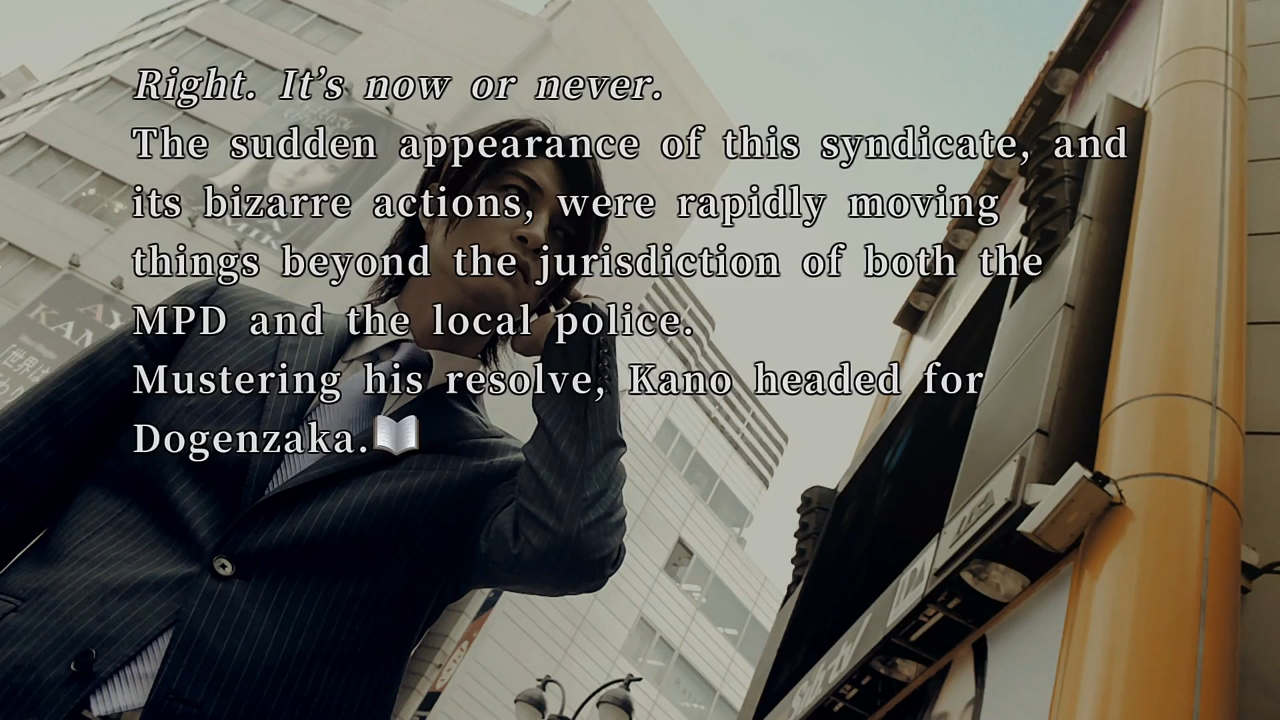 Right. It’s now or never.
The sudden appearance of this syndicate, and
its bizarre actions, were rapidly moving
things beyond the jurisdiction of both the
MPD and the local police.
Mustering his resolve, Kano headed for
Dogenzaka.